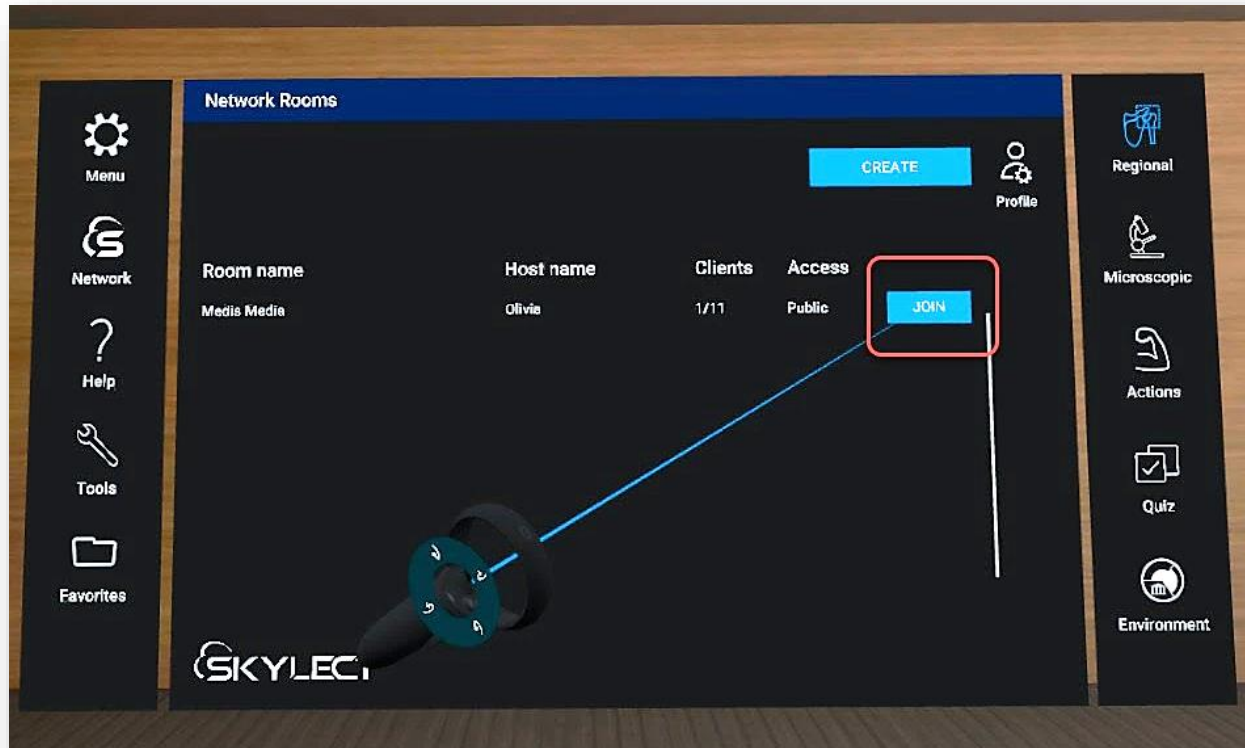 Network Rooms
Menu
Network
Help
Tools
Favorites
CREATE
Profile
Room name Host name Clients Access
Medis Media Olivia 1/11 Public JOIN
SKYLECT
Regional
Microscopic
Actions
Quiz
Environment